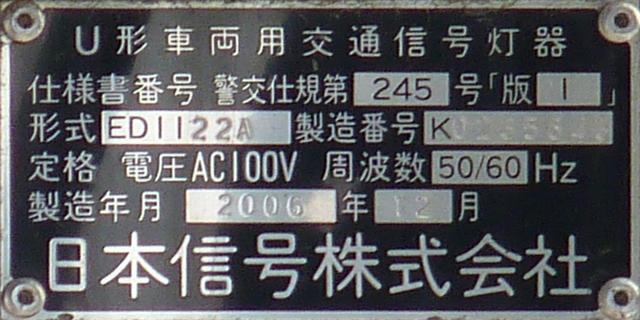 U形車両用交通信号灯器
仕様書番号 警交仕規第 245 号「版 1 」
形式 ED1122A 製造番号 K
定格 電圧AC100V 周波数 50/60 Hz
製造年月 2006 年 12 月
日本信号株式会社